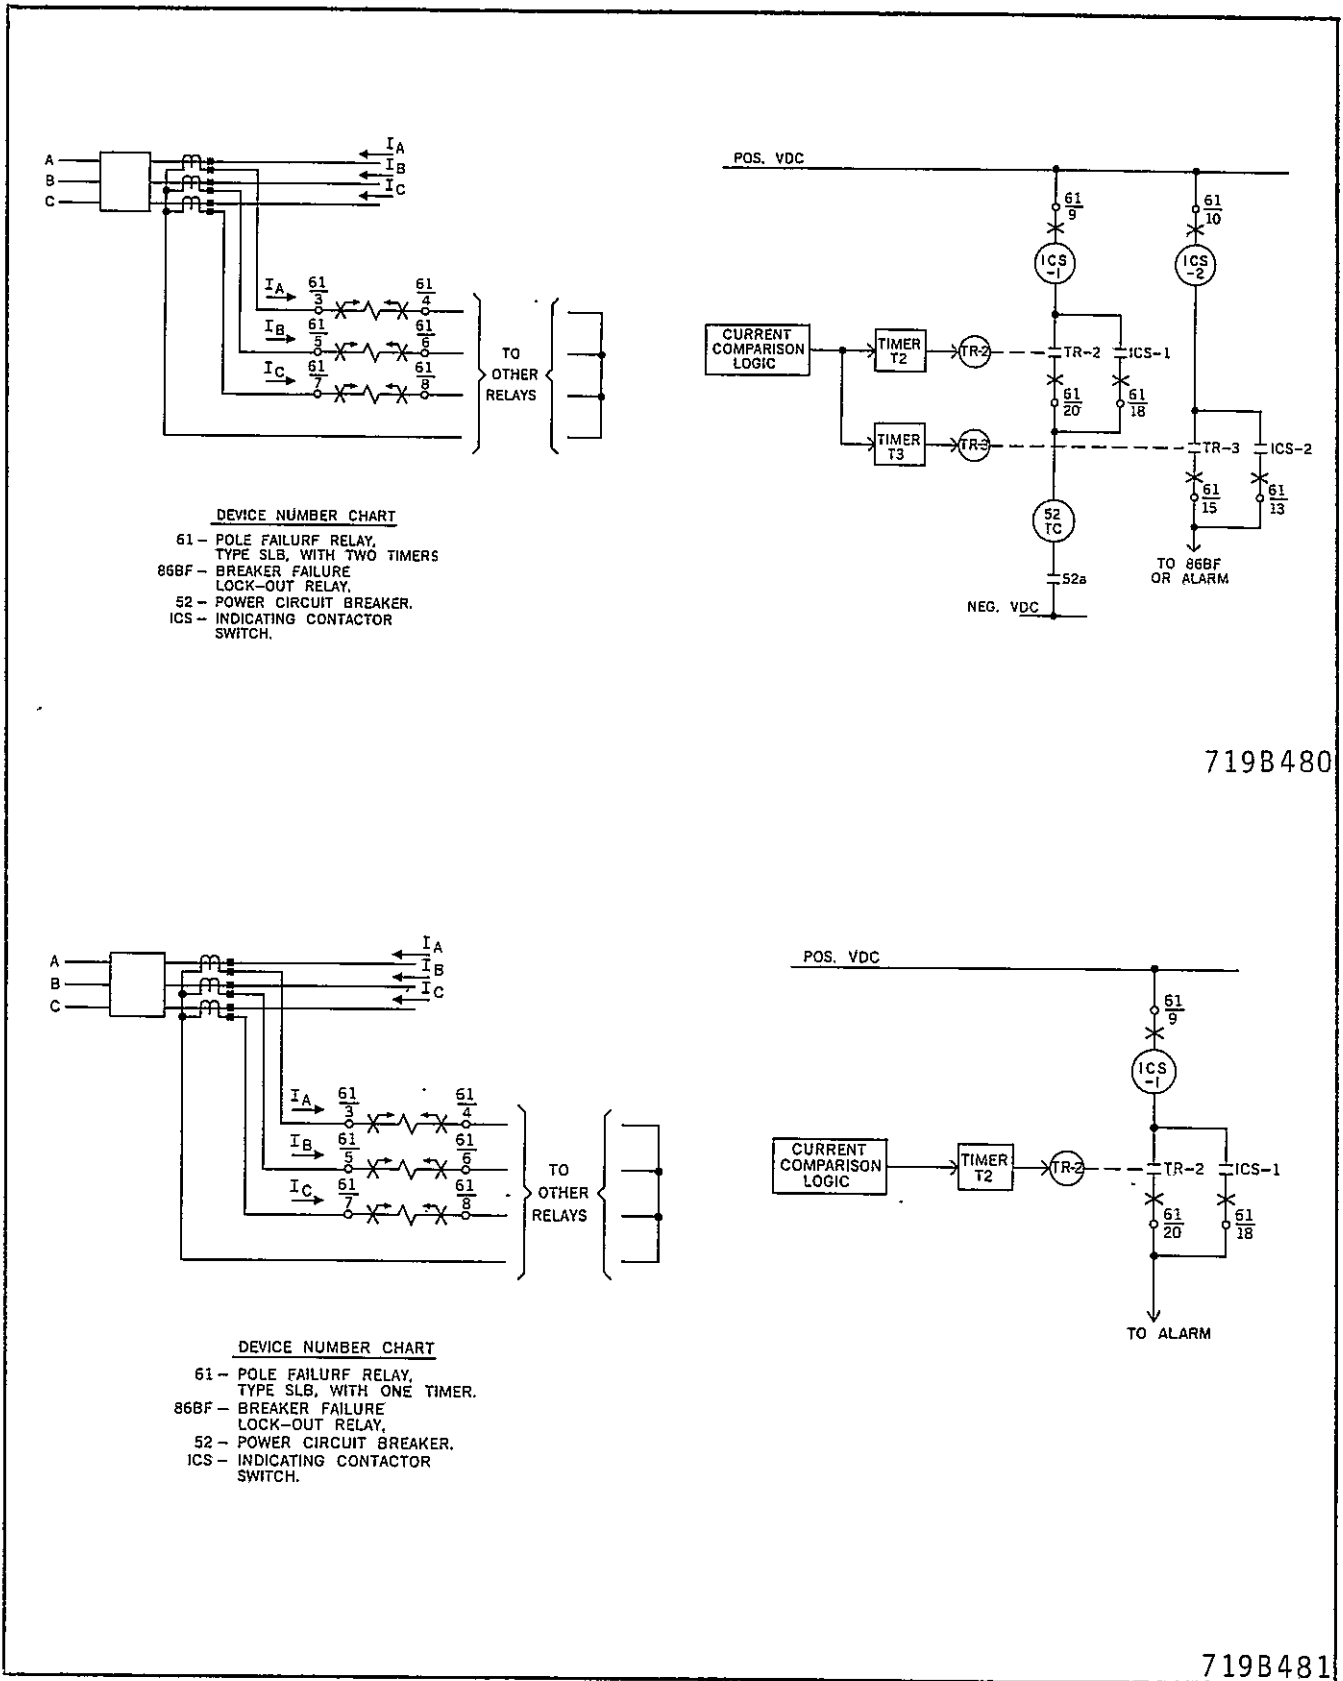 A
B
C
IA
IB
IC
IA 61/3 61/4
IB 61/5 61/6
IC 61/7 61/8
TO
OTHER
RELAYS
DEVICE NUMBER CHART
61 – POLE FAILURF RELAY,
TYPE SLB, WITH TWO TIMERS
86BF – BREAKER FAILURE
LOCK-OUT RELAY,
52 – POWER CIRCUIT BREAKER.
ICS – INDICATING CONTACTOR
SWITCH.
POS. VDC
61/9
61/10
ICS
-1
ICS
-2
CURRENT
COMPARISON
LOGIC
TIMER
T2
TR-2
TR-2
ICS-1
61/20
61/18
TIMER
T3
TR-3
TR-3
ICS-2
61/15
61/13
52
TC
52a
NEG. VDC
TO 86BF
OR ALARM
719B480
A
B
C
IA
IB
IC
IA 61/3 61/4
IB 61/5 61/6
IC 61/7 61/8
TO
OTHER
RELAYS
DEVICE NUMBER CHART
61 – POLE FAILURF RELAY,
TYPE SLB, WITH ONE TIMER.
86BF – BREAKER FAILURE
LOCK-OUT RELAY,
52 – POWER CIRCUIT BREAKER.
ICS – INDICATING CONTACTOR
SWITCH.
POS. VDC
61/9
ICS
-1
CURRENT
COMPARISON
LOGIC
TIMER
T2
TR-2
TR-2
ICS-1
61/20
61/18
TO ALARM
719B481